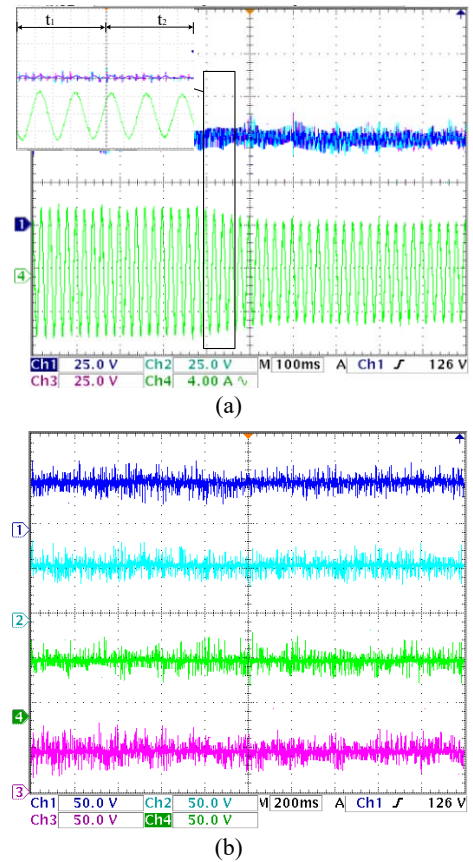 t₁ t₂
1
4
Ch1 25.0 V Ch2 25.0 V M 100ms A Ch1 ʃ 126 V
Ch3 25.0 V Ch4 4.00 A ∿
(a)
1
2
4
3
Ch1 50.0 V Ch2 50.0 V M 200ms A Ch1 ʃ 126 V
Ch3 50.0 V Ch4 50.0 V
(b)